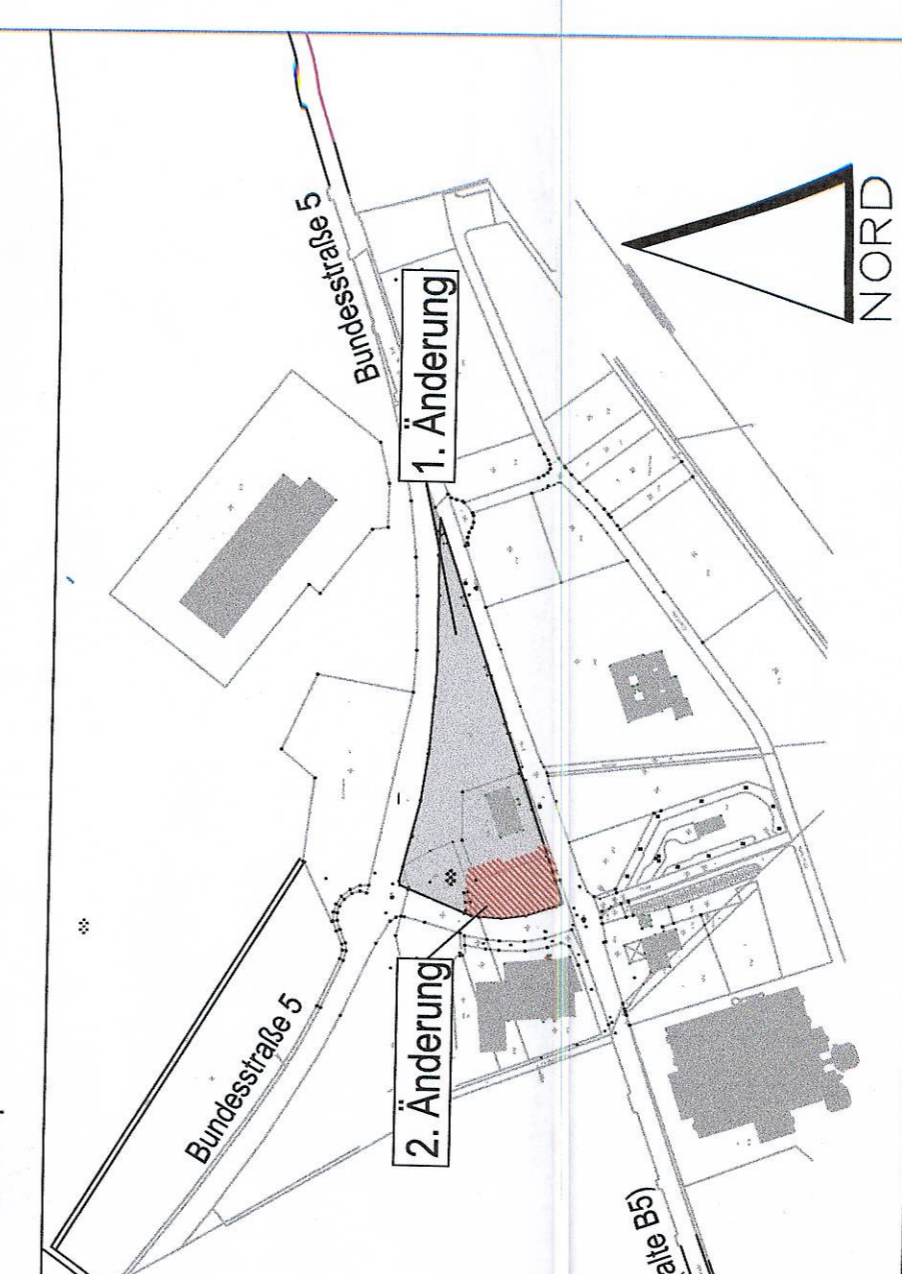 Bundesstraße 5
1. Änderung
NORD
Bundesstraße 5
2. Änderung
alte B5)